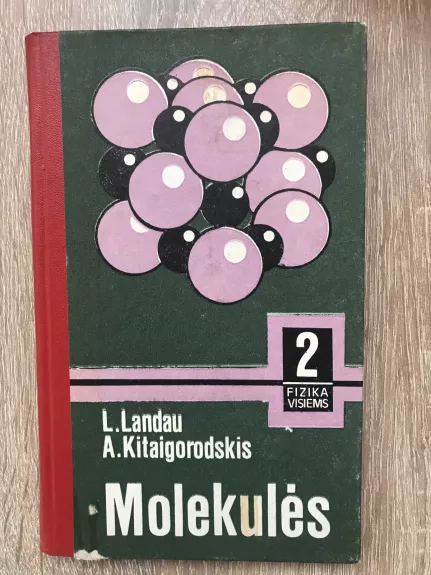 2
FIZIKA
VISIEMS
L.Landau
A.Kitaigorodskis
Molekulės